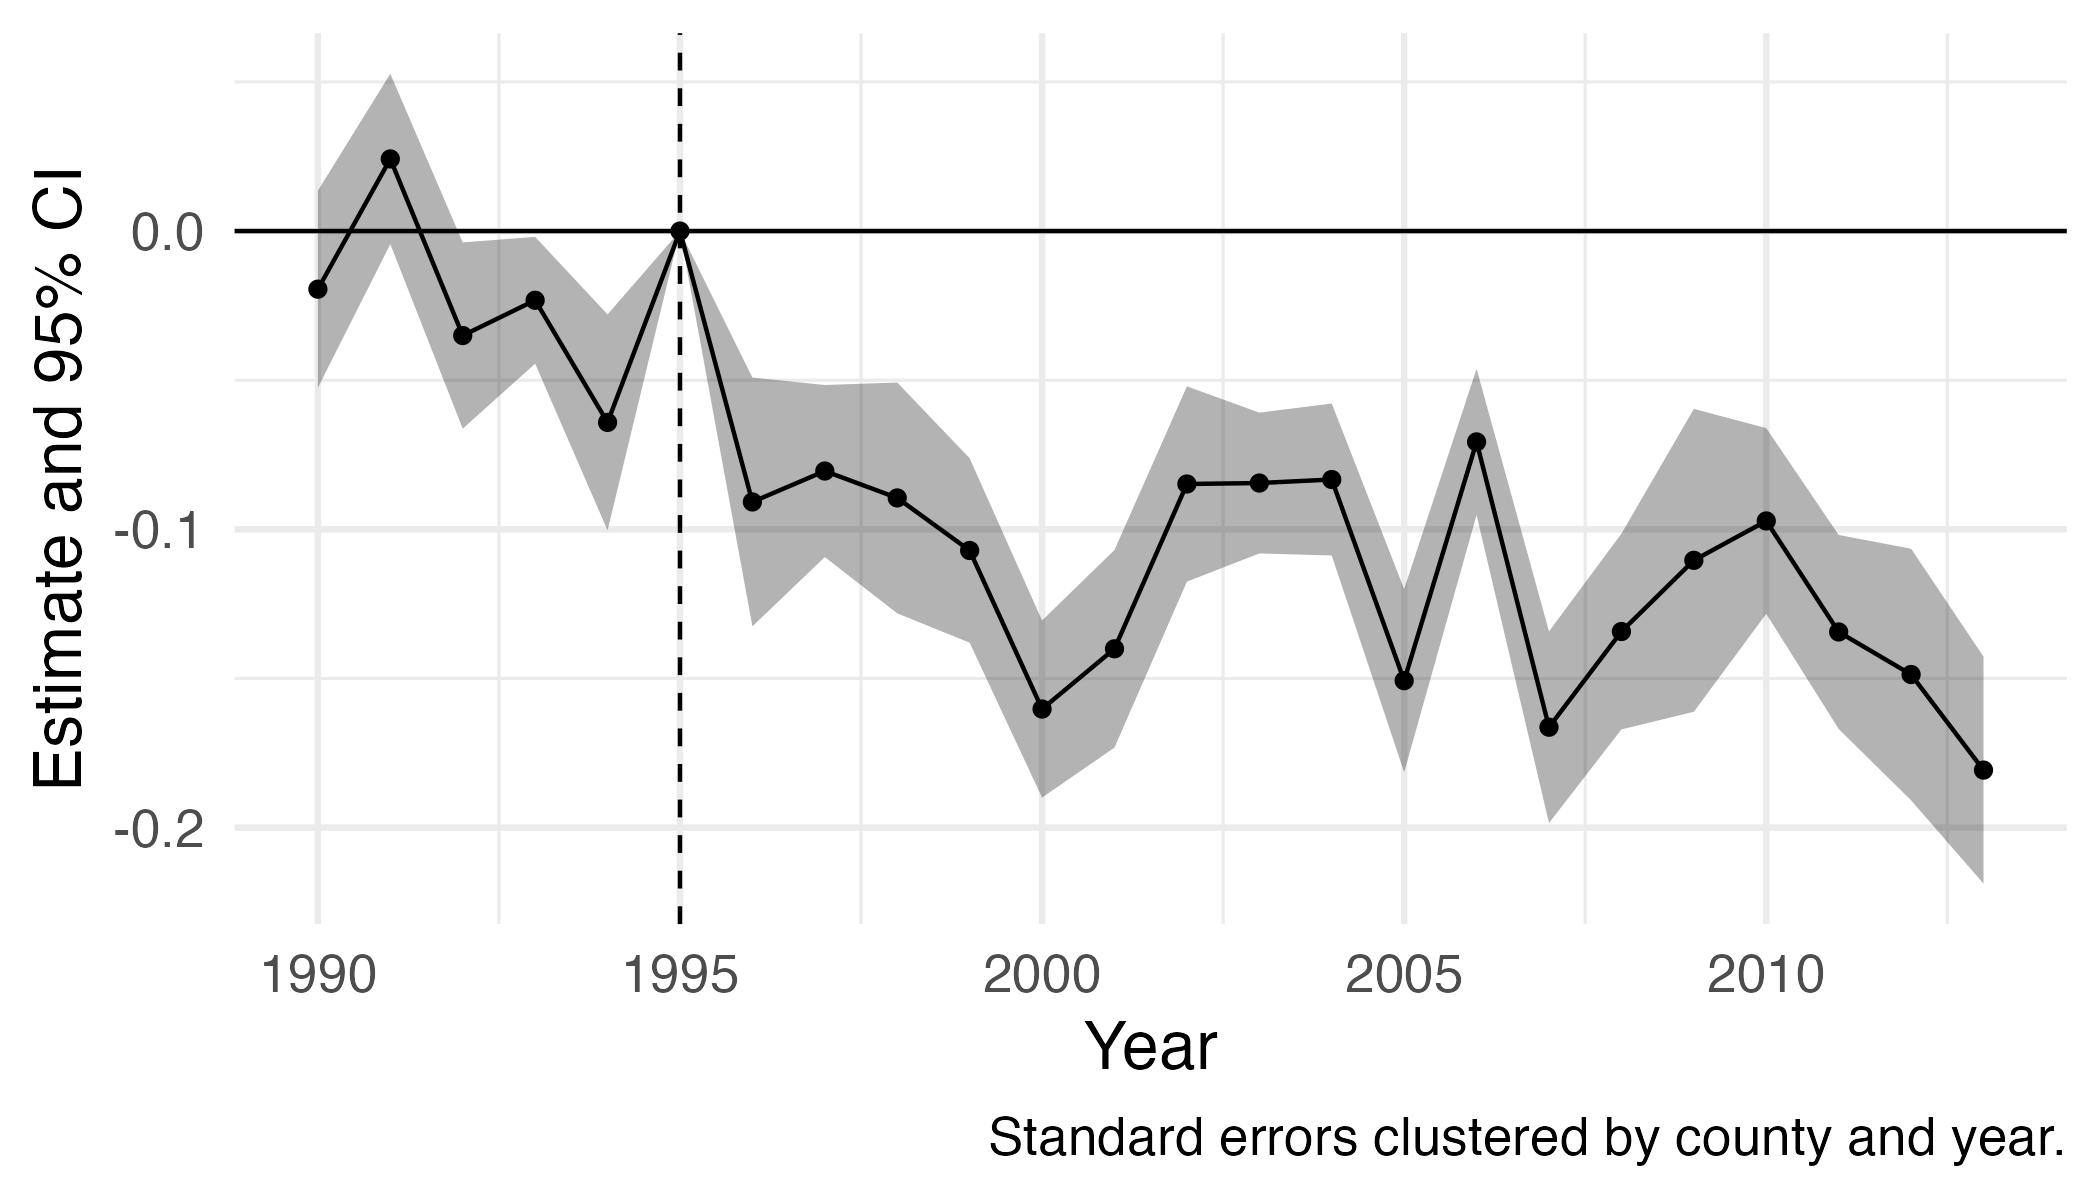 Estimate and 95% CI
0.0
-0.1
-0.2
1990 1995 2000 2005 2010
Year
Standard errors clustered by county and year.